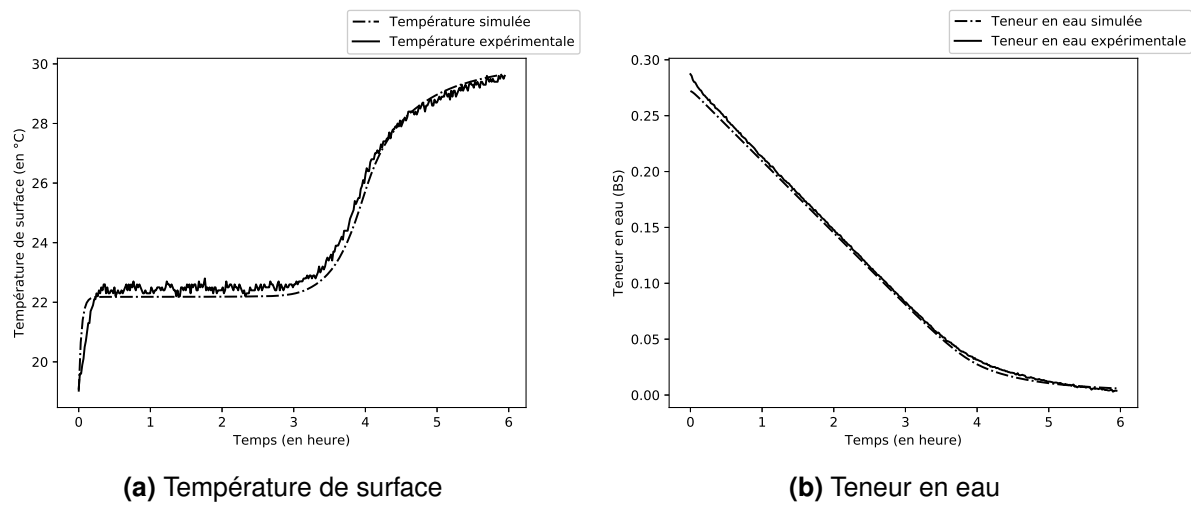 Température simulée
Température expérimentale
30
28
26
24
22
20
Température de surface (en °C)
0 1 2 3 4 5 6
Temps (en heure)
(a) Température de surface
Teneur en eau simulée
Teneur en eau expérimentale
0.30
0.25
0.20
0.15
0.10
0.05
0.00
Teneur en eau (BS)
0 1 2 3 4 5 6
Temps (en heure)
(b) Teneur en eau